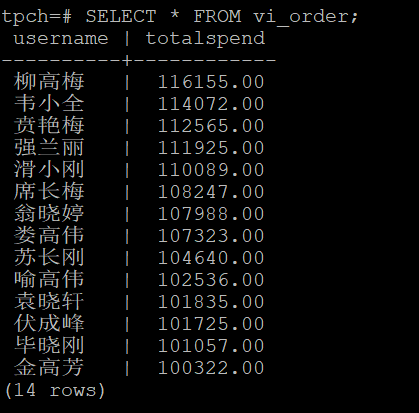 tpch=# SELECT * FROM vi_order;
 username | totalspend
----------+------------
 柳高梅   |  116155.00
 韦小全   |  114072.00
 贲艳梅   |  112565.00
 强兰丽   |  111925.00
 滑小刚   |  110089.00
 席长梅   |  108247.00
 翁晓婷   |  107988.00
 娄高伟   |  107323.00
 苏长刚   |  104640.00
 喻高伟   |  102536.00
 袁晓轩   |  101835.00
 伏成峰   |  101725.00
 毕晓刚   |  101057.00
 金高芳   |  100322.00
(14 rows)